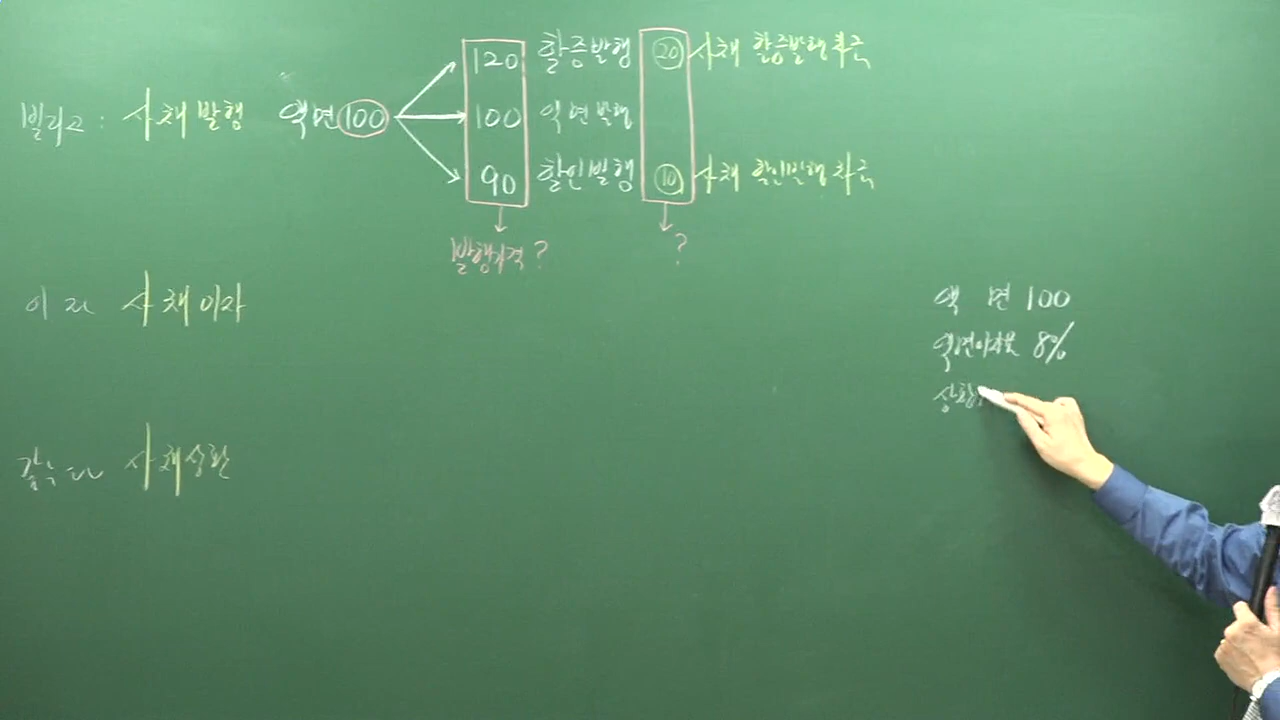 120 할증발행 20 사채 할증발행차금
빌리고 : 사채발행 액면 100 100 액면발행
90 할인발행 10 사채 할인발행차금
발행가격 ? ?
이자 사채이자
액 면 100
액면이자율 8%
상환
갚는다 사채상환